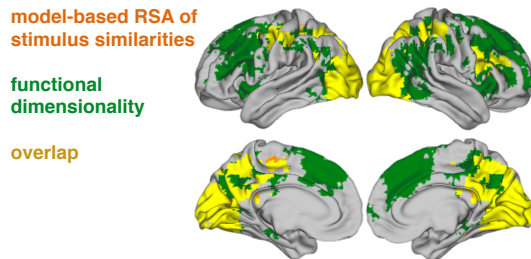 model-based RSA of
stimulus similarities
functional
dimensionality
overlap